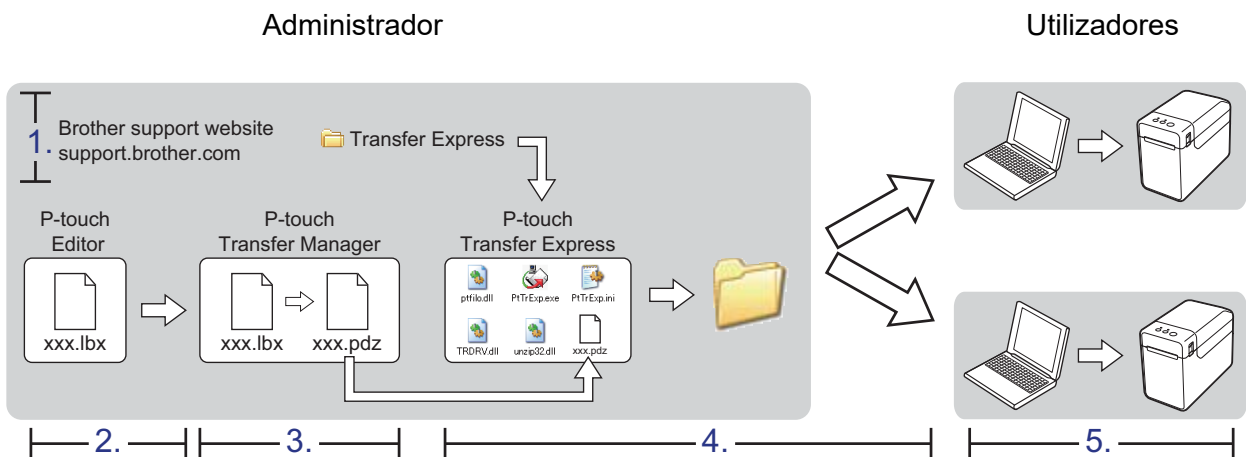 Administrador
Utilizadores
1.
Brother support website
support.brother.com
Transfer Express
P-touch
Editor
xxx.lbx
P-touch
Transfer Manager
xxx.lbx
xxx.pdz
P-touch
Transfer Express
ptfilo.dll
PtTrExp.exe
PtTrExp.ini
TRDRV.dll
unzip32.dll
xxx.pdz
2.
3.
4.
5.